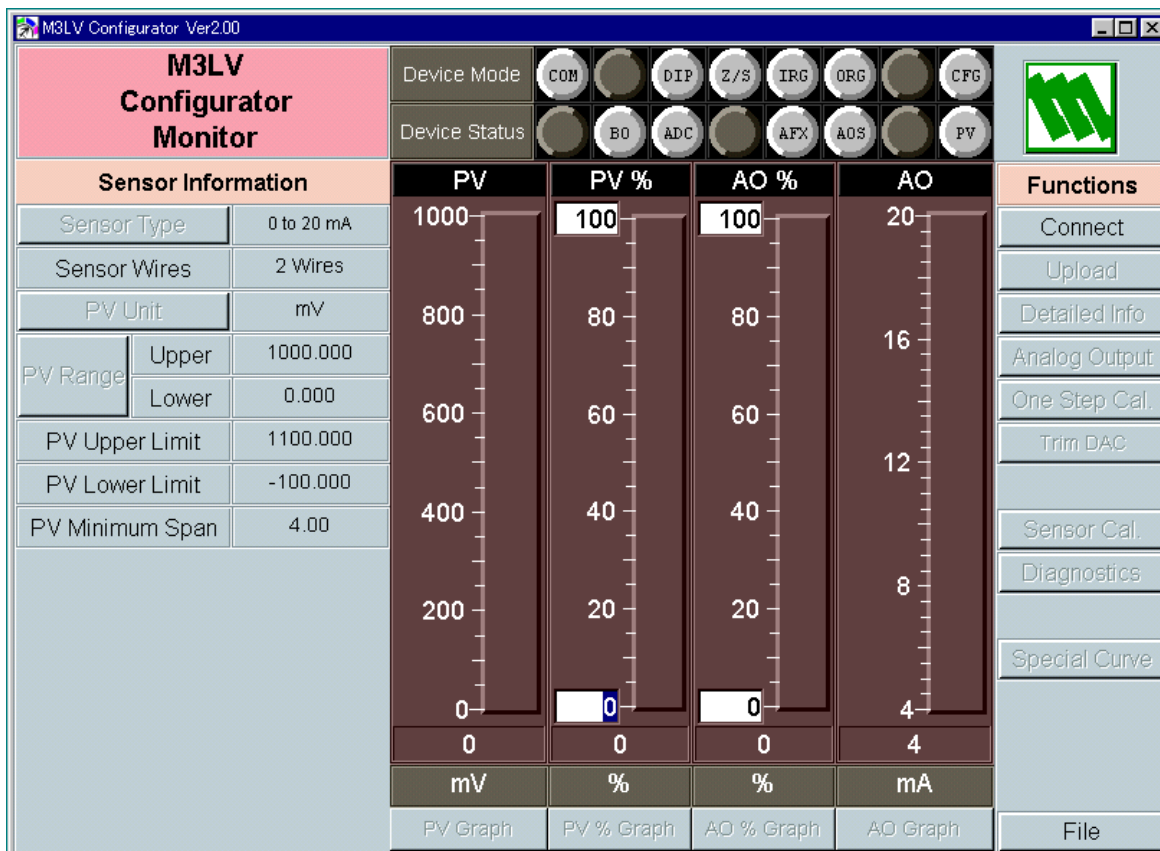 M3LV Configurator Ver2.00
M3LV
Configurator
Monitor
Device Mode
COM
DIP
Z/S
IRG
ORG
CFG
Device Status
BO
ADC
AFX
AOS
PV
Sensor Information
Sensor Type
0 to 20 mA
Sensor Wires
2 Wires
PV Unit
mV
PV Range
Upper
1000.000
Lower
0.000
PV Upper Limit
1100.000
PV Lower Limit
-100.000
PV Minimum Span
4.00
PV
1000
800
600
400
200
0
0
mV
PV Graph
PV %
100
80
60
40
20
0
0
%
PV % Graph
AO %
100
80
60
40
20
0
0
%
AO % Graph
AO
20
16
12
8
4
4
mA
AO Graph
Functions
Connect
Upload
Detailed Info
Analog Output
One Step Cal.
Trim DAC
Sensor Cal.
Diagnostics
Special Curve
File